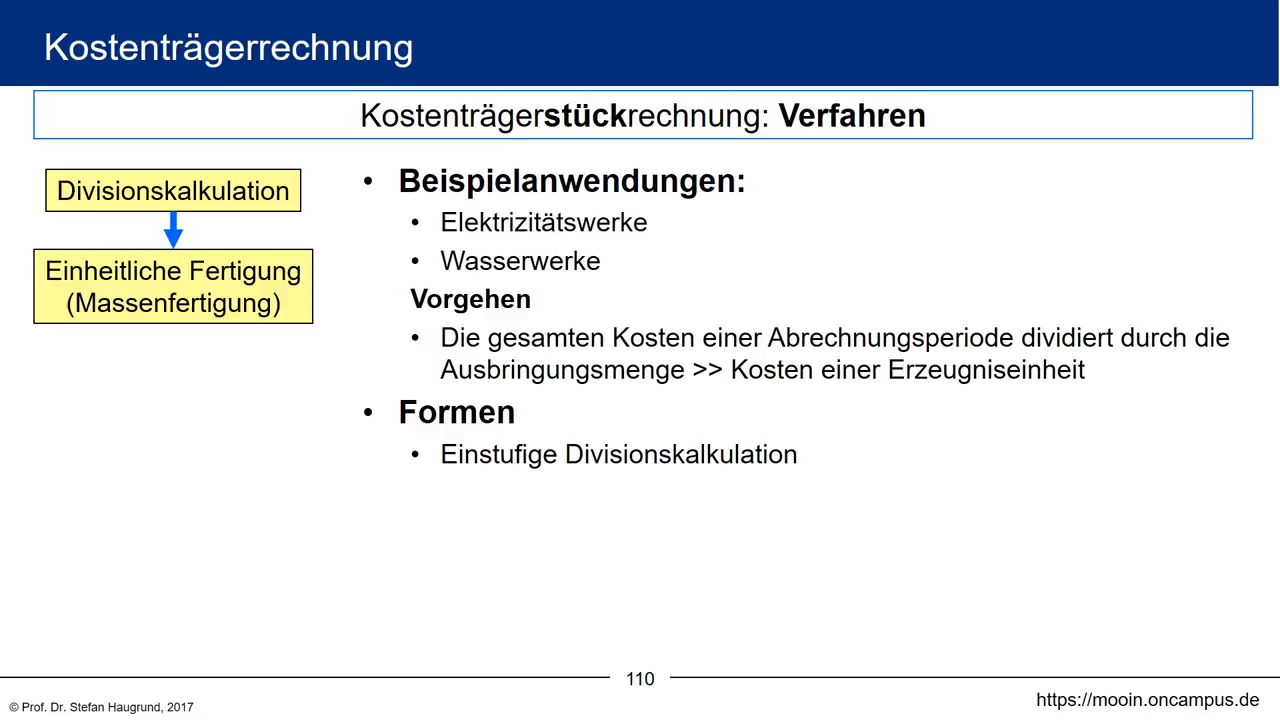 Kostenträgerrechnung
Kostenträgerstückrechnung: Verfahren
Divisionskalkulation
Einheitliche Fertigung
(Massenfertigung)
• Beispielanwendungen:
• Elektrizitätswerke
• Wasserwerke
Vorgehen
• Die gesamten Kosten einer Abrechnungsperiode dividiert durch die
Ausbringungsmenge >> Kosten einer Erzeugniseinheit
• Formen
• Einstufige Divisionskalkulation
110
© Prof. Dr. Stefan Haugrund, 2017
https://mooin.oncampus.de